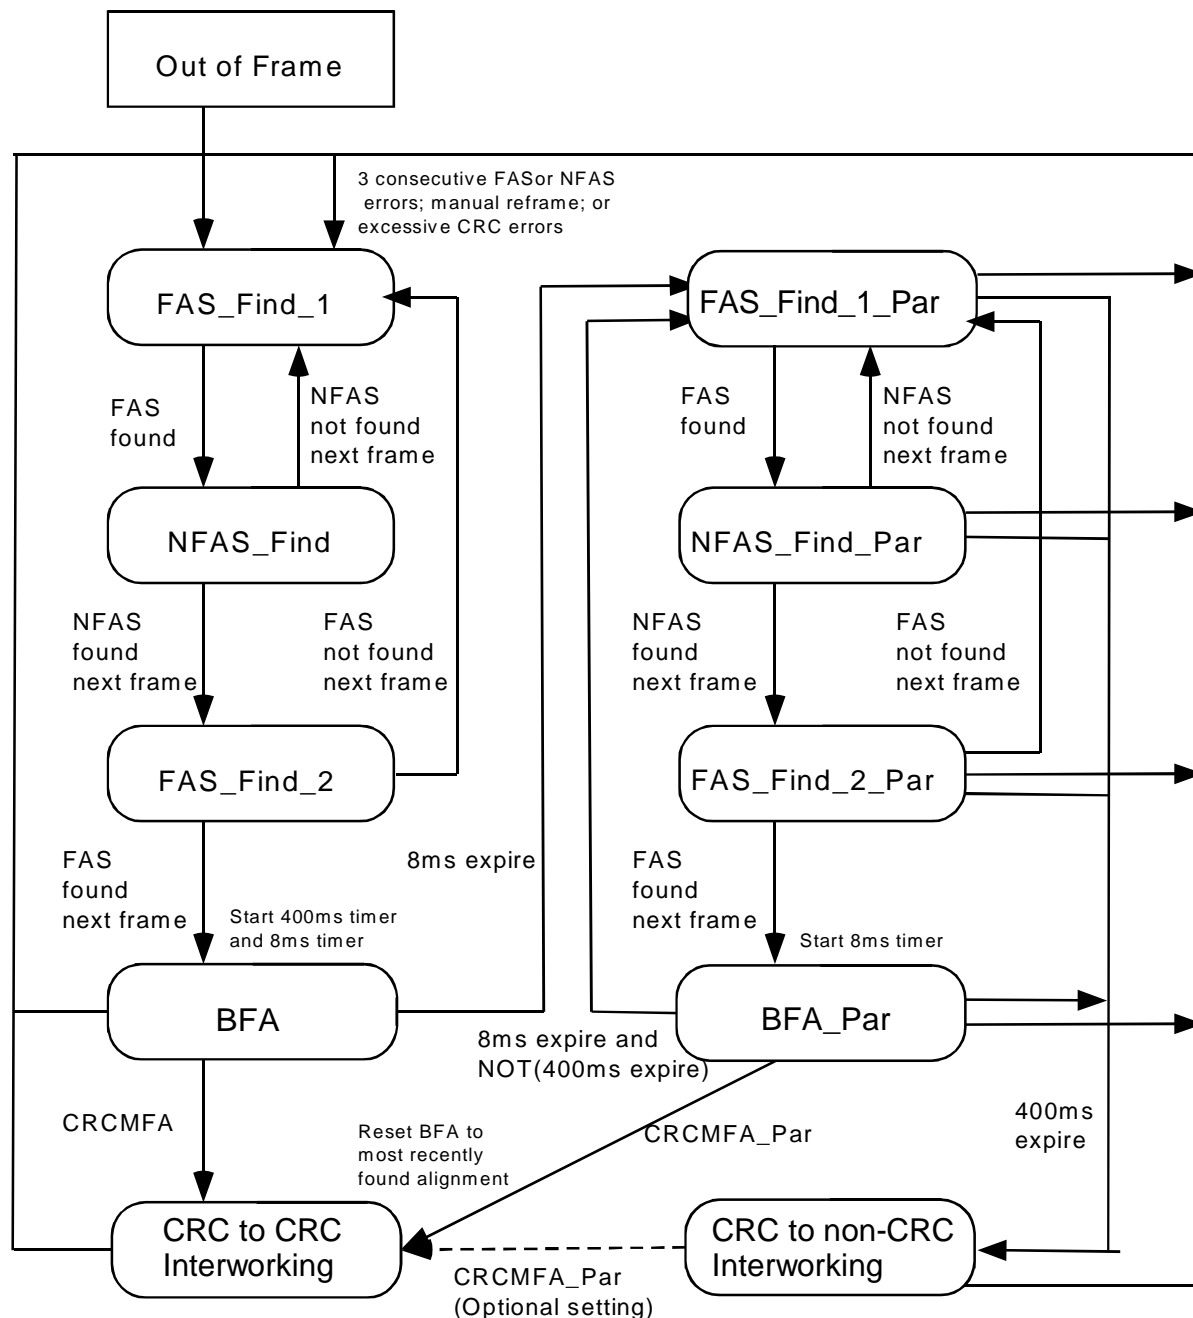 Out of Frame
3 consecutive FASor NFAS
errors; manual reframe; or
excessive CRC errors
FAS_Find_1
FAS_Find_1_Par
FAS
found
NFAS
not found
next frame
FAS
found
NFAS
not found
next frame
NFAS_Find
NFAS_Find_Par
NFAS
found
next frame
FAS
not found
next frame
NFAS
found
next frame
FAS
not found
next frame
FAS_Find_2
FAS_Find_2_Par
FAS
found
next frame
8ms expire
FAS
found
next frame
Start 400ms timer
and 8ms timer
Start 8ms timer
BFA
BFA_Par
8ms expire and
NOT(400ms expire)
CRCMFA
Reset BFA to
most recently
found alignment
CRCMFA_Par
400ms
expire
CRC to CRC
Interworking
CRC to non-CRC
Interworking
CRCMFA_Par
(Optional setting)